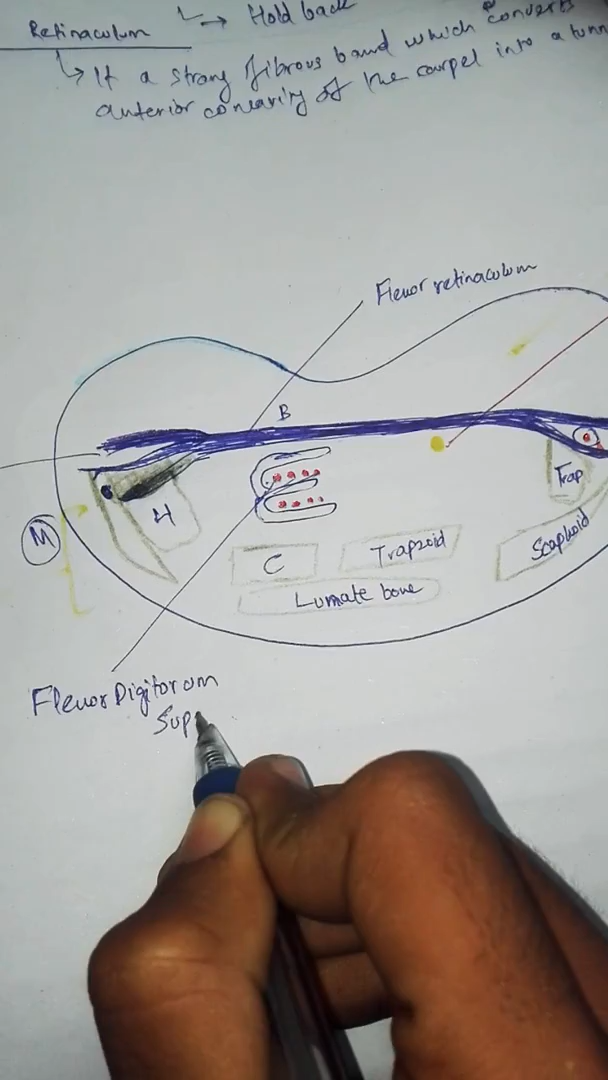 Retinaculum → Hold back
↳ It a strong fibrous band which converts
anterior concavity of the carpel into a tunn
Flexor retinaculum
B
Trap
H
M
C
Trapzoid
Scaphoid
Lumate bone
Flexor Digitorum
Sup